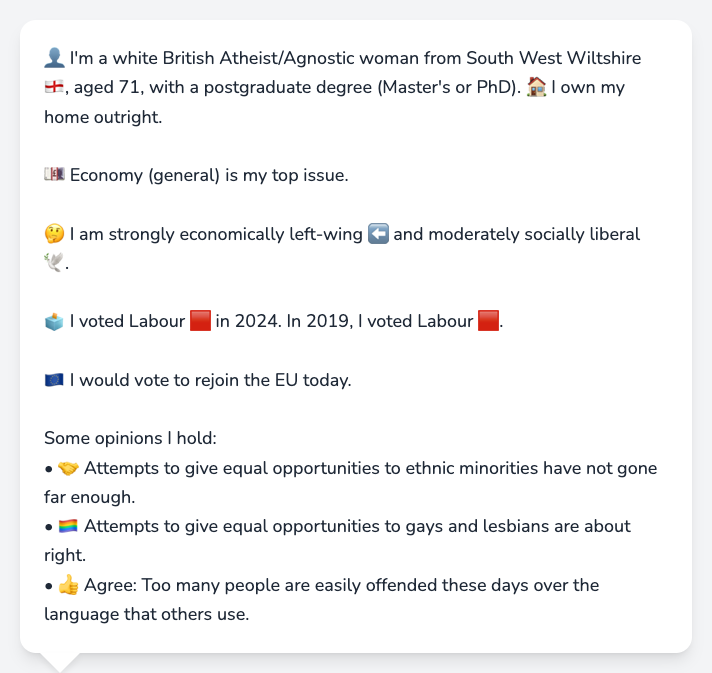 👤 I'm a white British Atheist/Agnostic woman from South West Wiltshire
🏴󠁧󠁢󠁥󠁮󠁧󠁿, aged 71, with a postgraduate degree (Master's or PhD). 🏠 I own my
home outright.
💷 Economy (general) is my top issue.
🤔 I am strongly economically left-wing ⬅️ and moderately socially liberal
🕊️.
🗳️ I voted Labour 🟥 in 2024. In 2019, I voted Labour 🟥.
🇪🇺 I would vote to rejoin the EU today.
Some opinions I hold:
• 🤝 Attempts to give equal opportunities to ethnic minorities have not gone
far enough.
• 🏳️‍🌈 Attempts to give equal opportunities to gays and lesbians are about
right.
• 👍 Agree: Too many people are easily offended these days over the
language that others use.